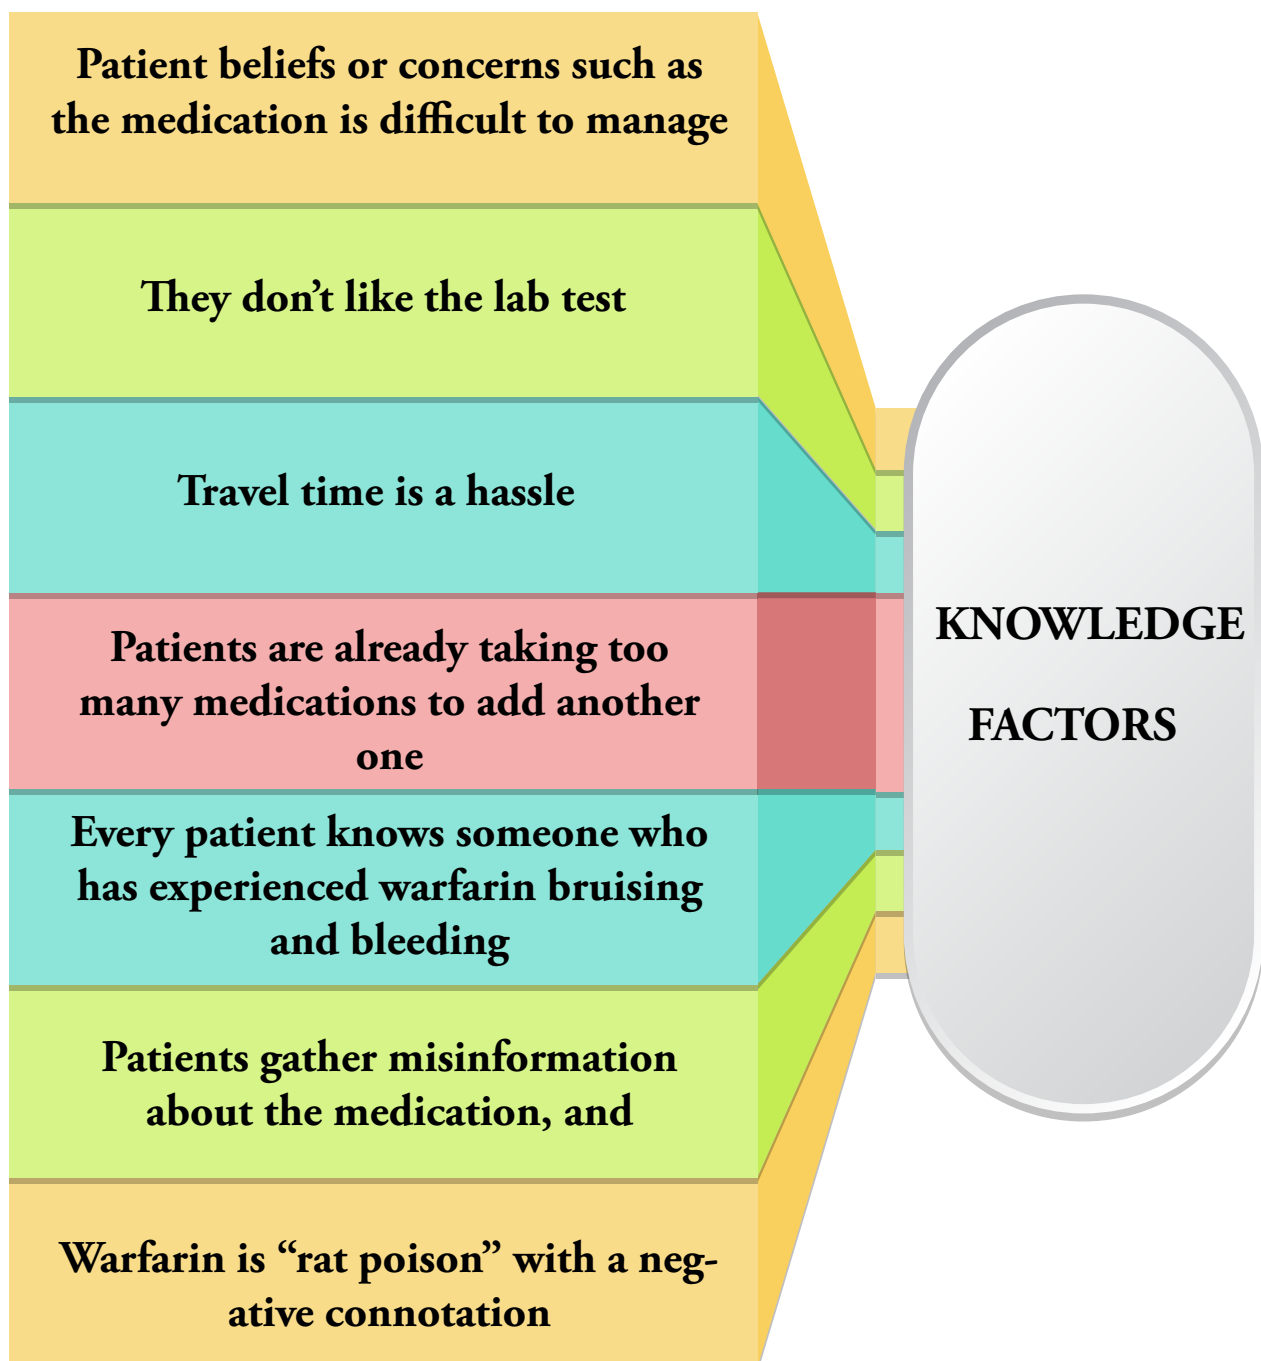 Patient beliefs or concerns such as
the medication is difficult to manage
They don’t like the lab test
Travel time is a hassle
Patients are already taking too
many medications to add another
one
Every patient knows someone who
has experienced warfarin bruising
and bleeding
Patients gather misinformation
about the medication, and
Warfarin is “rat poison” with a neg-
ative connotation
KNOWLEDGE
FACTORS